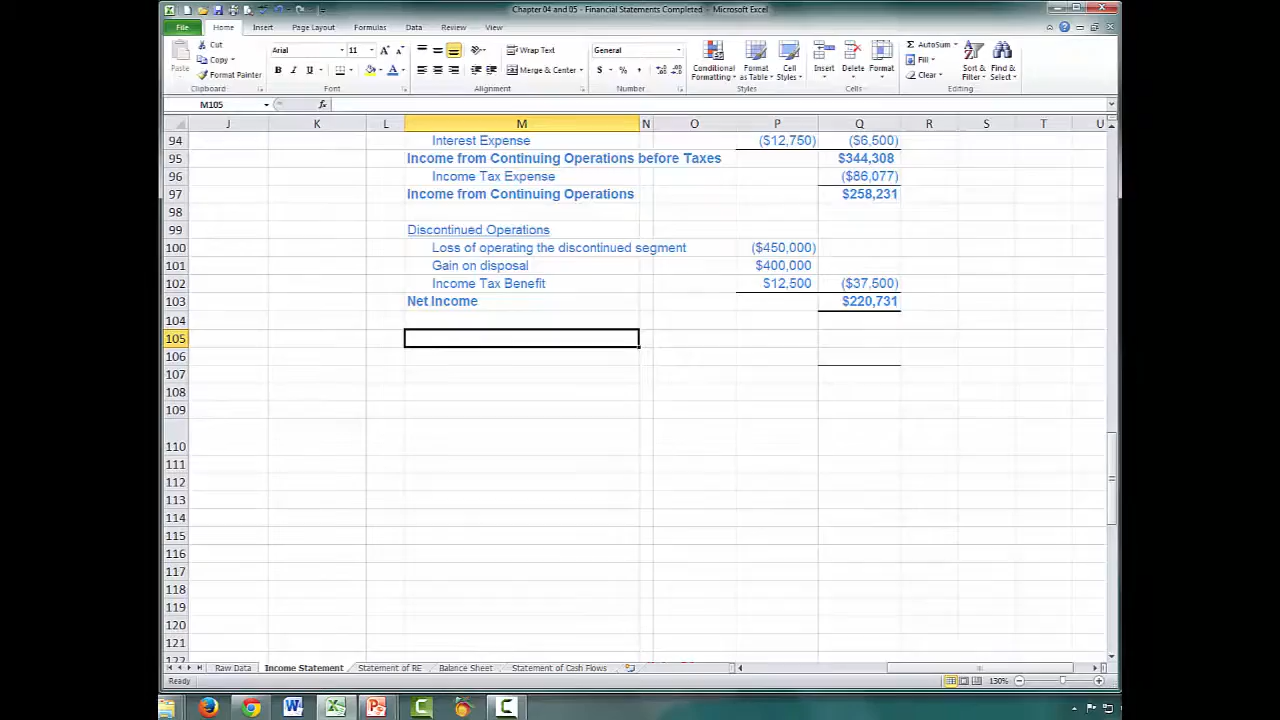 Chapter 04 and 05 - Financial Statements Completed - Microsoft Excel
File Home Insert Page Layout Formulas Data Review View
Paste Cut Copy Format Painter Clipboard
Arial 11 A A B I U A Font
Wrap Text Merge & Center Alignment
General $ % , Number
Conditional Formatting Format as Table Cell Styles Styles
Insert Delete Format Cells
Σ AutoSum Fill Clear Sort & Filter Find & Select Editing
M105 fx
J K L M N O P Q R S T U
94 Interest Expense ($12,750) ($6,500)
95 Income from Continuing Operations before Taxes $344,308
96 Income Tax Expense ($86,077)
97 Income from Continuing Operations $258,231
98
99 Discontinued Operations
100 Loss of operating the discontinued segment ($450,000)
101 Gain on disposal $400,000
102 Income Tax Benefit $12,500 ($37,500)
103 Net Income $220,731
104
105
106
107
108
109
110
111
112
113
114
115
116
117
118
119
120
121
122
Raw Data Income Statement Statement of RE Balance Sheet Statement of Cash Flows
Ready 130%